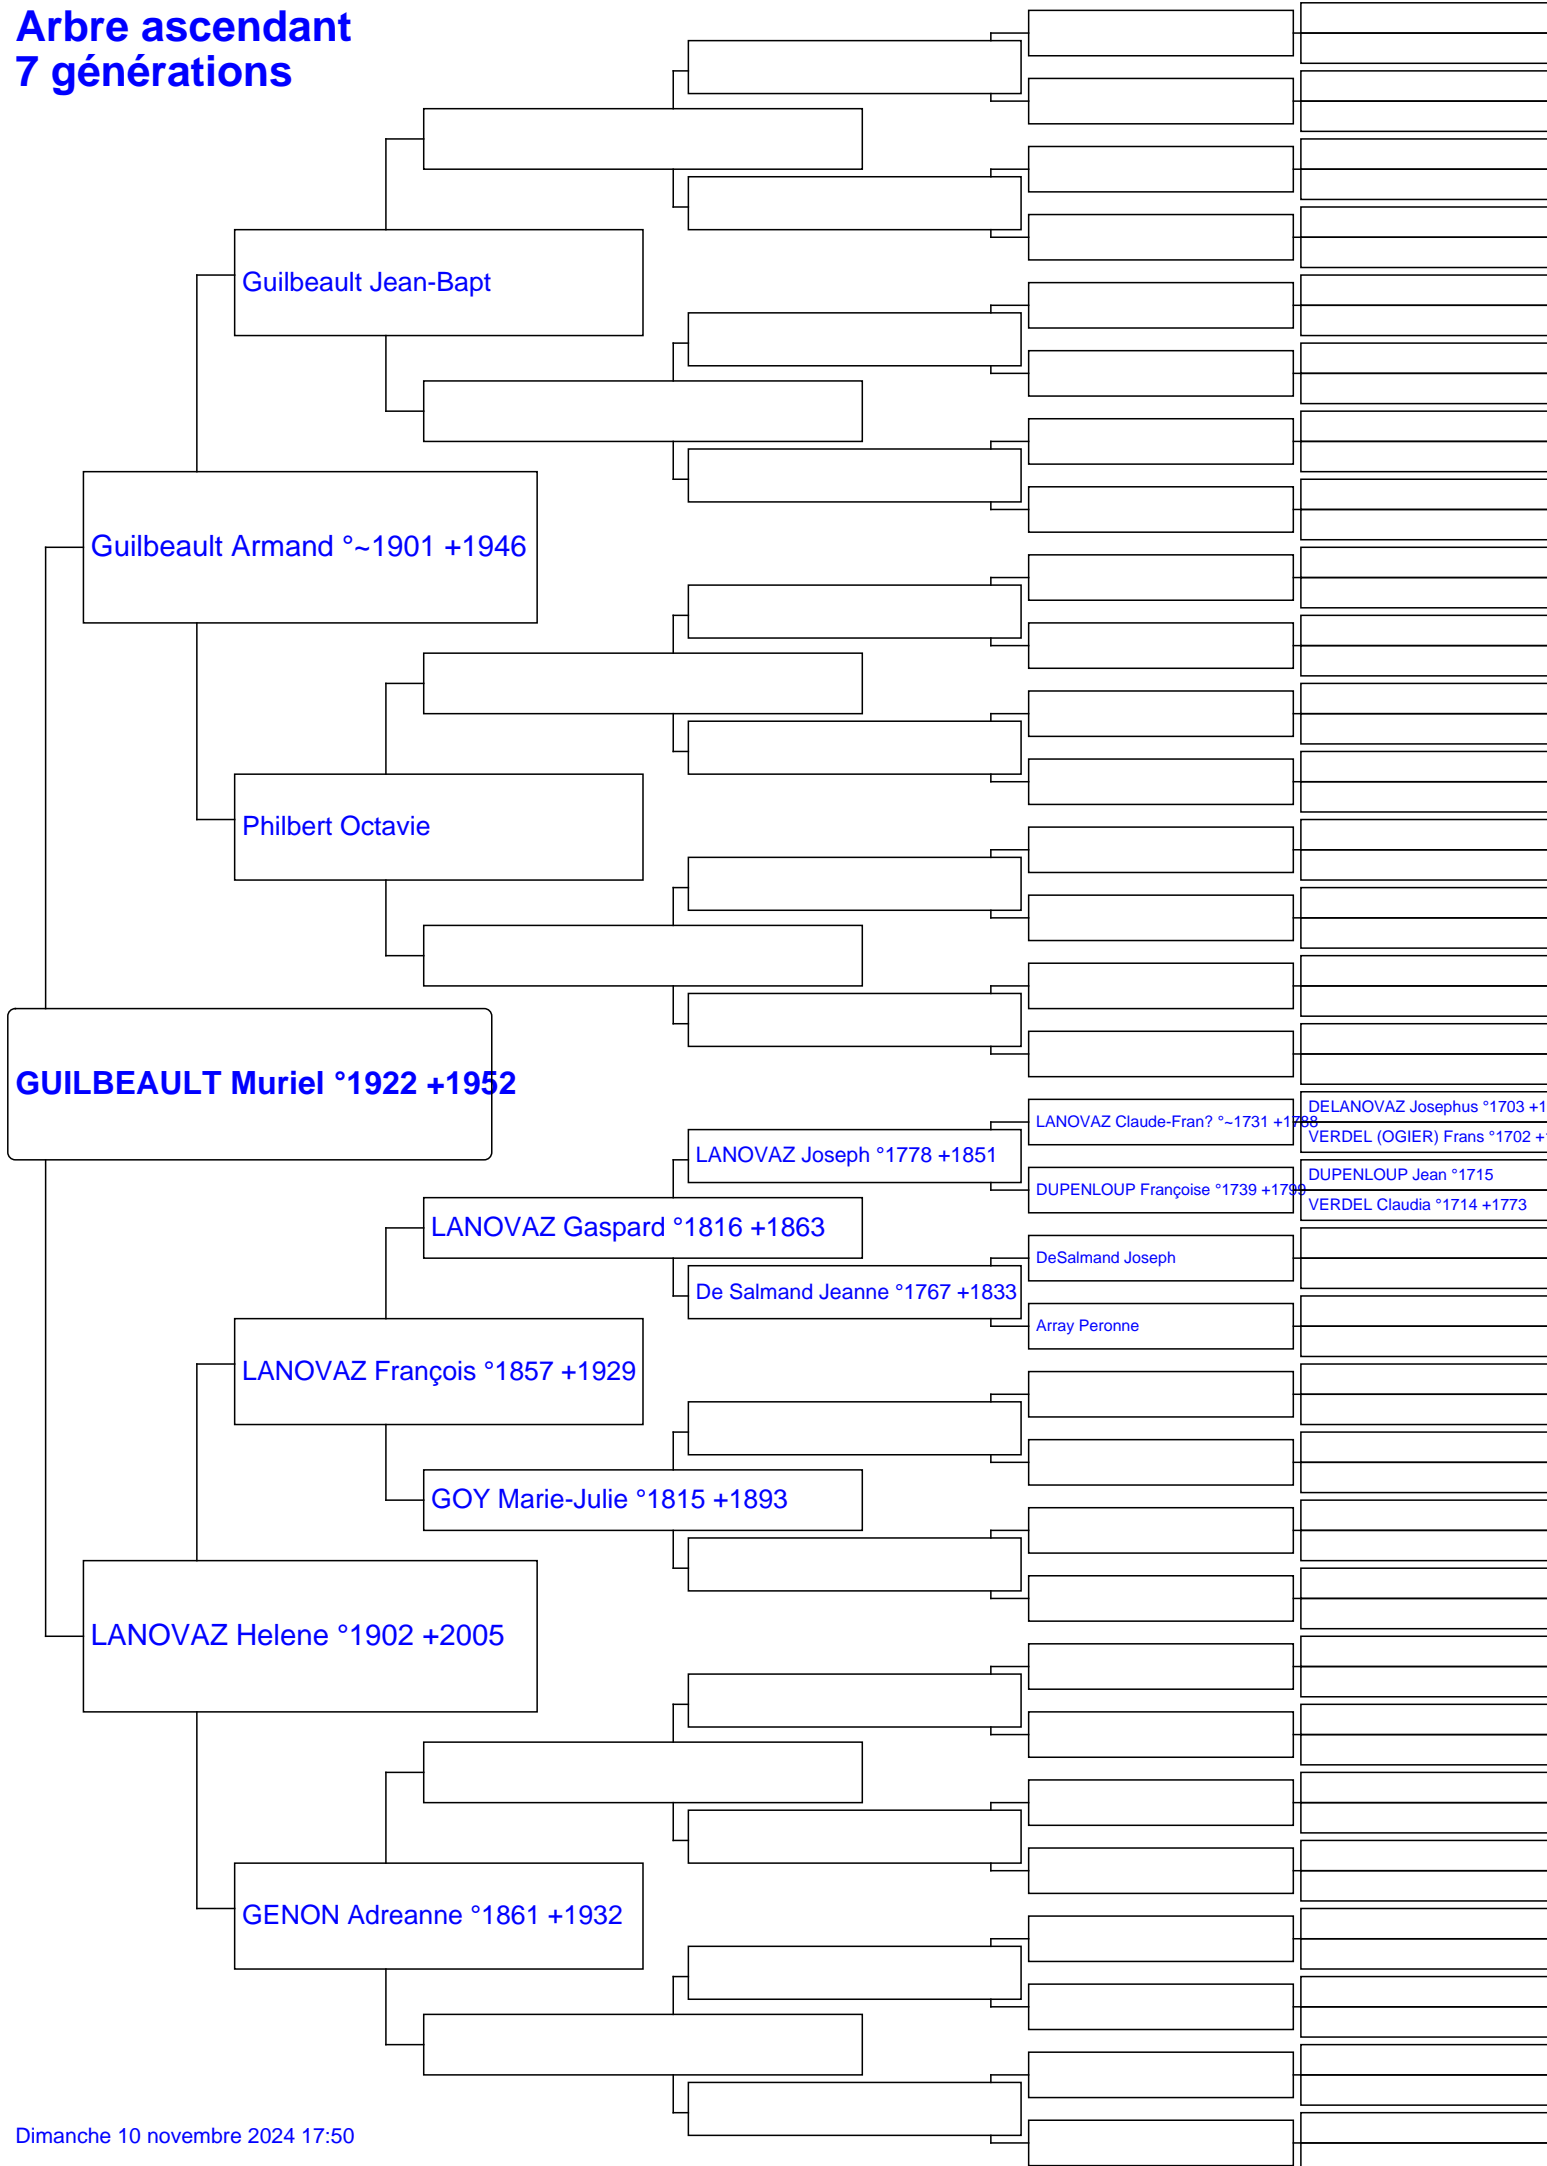 Arbre ascendant
7 générations
Guilbeault Jean-Bapt
Guilbeault Armand °~1901 +1946
Philbert Octavie
GUILBEAULT Muriel °1922 +1952
LANOVAZ Claude-Fran? °~1731 +1788
DELANOVAZ Josephus °1703 +1
VERDEL (OGIER) Frans °1702 +
LANOVAZ Joseph °1778 +1851
DUPENLOUP Françoise °1739 +1799
DUPENLOUP Jean °1715
VERDEL Claudia °1714 +1773
LANOVAZ Gaspard °1816 +1863
DeSalmand Joseph
De Salmand Jeanne °1767 +1833
Array Peronne
LANOVAZ François °1857 +1929
GOY Marie-Julie °1815 +1893
LANOVAZ Helene °1902 +2005
GENON Adreanne °1861 +1932
Dimanche 10 novembre 2024 17:50